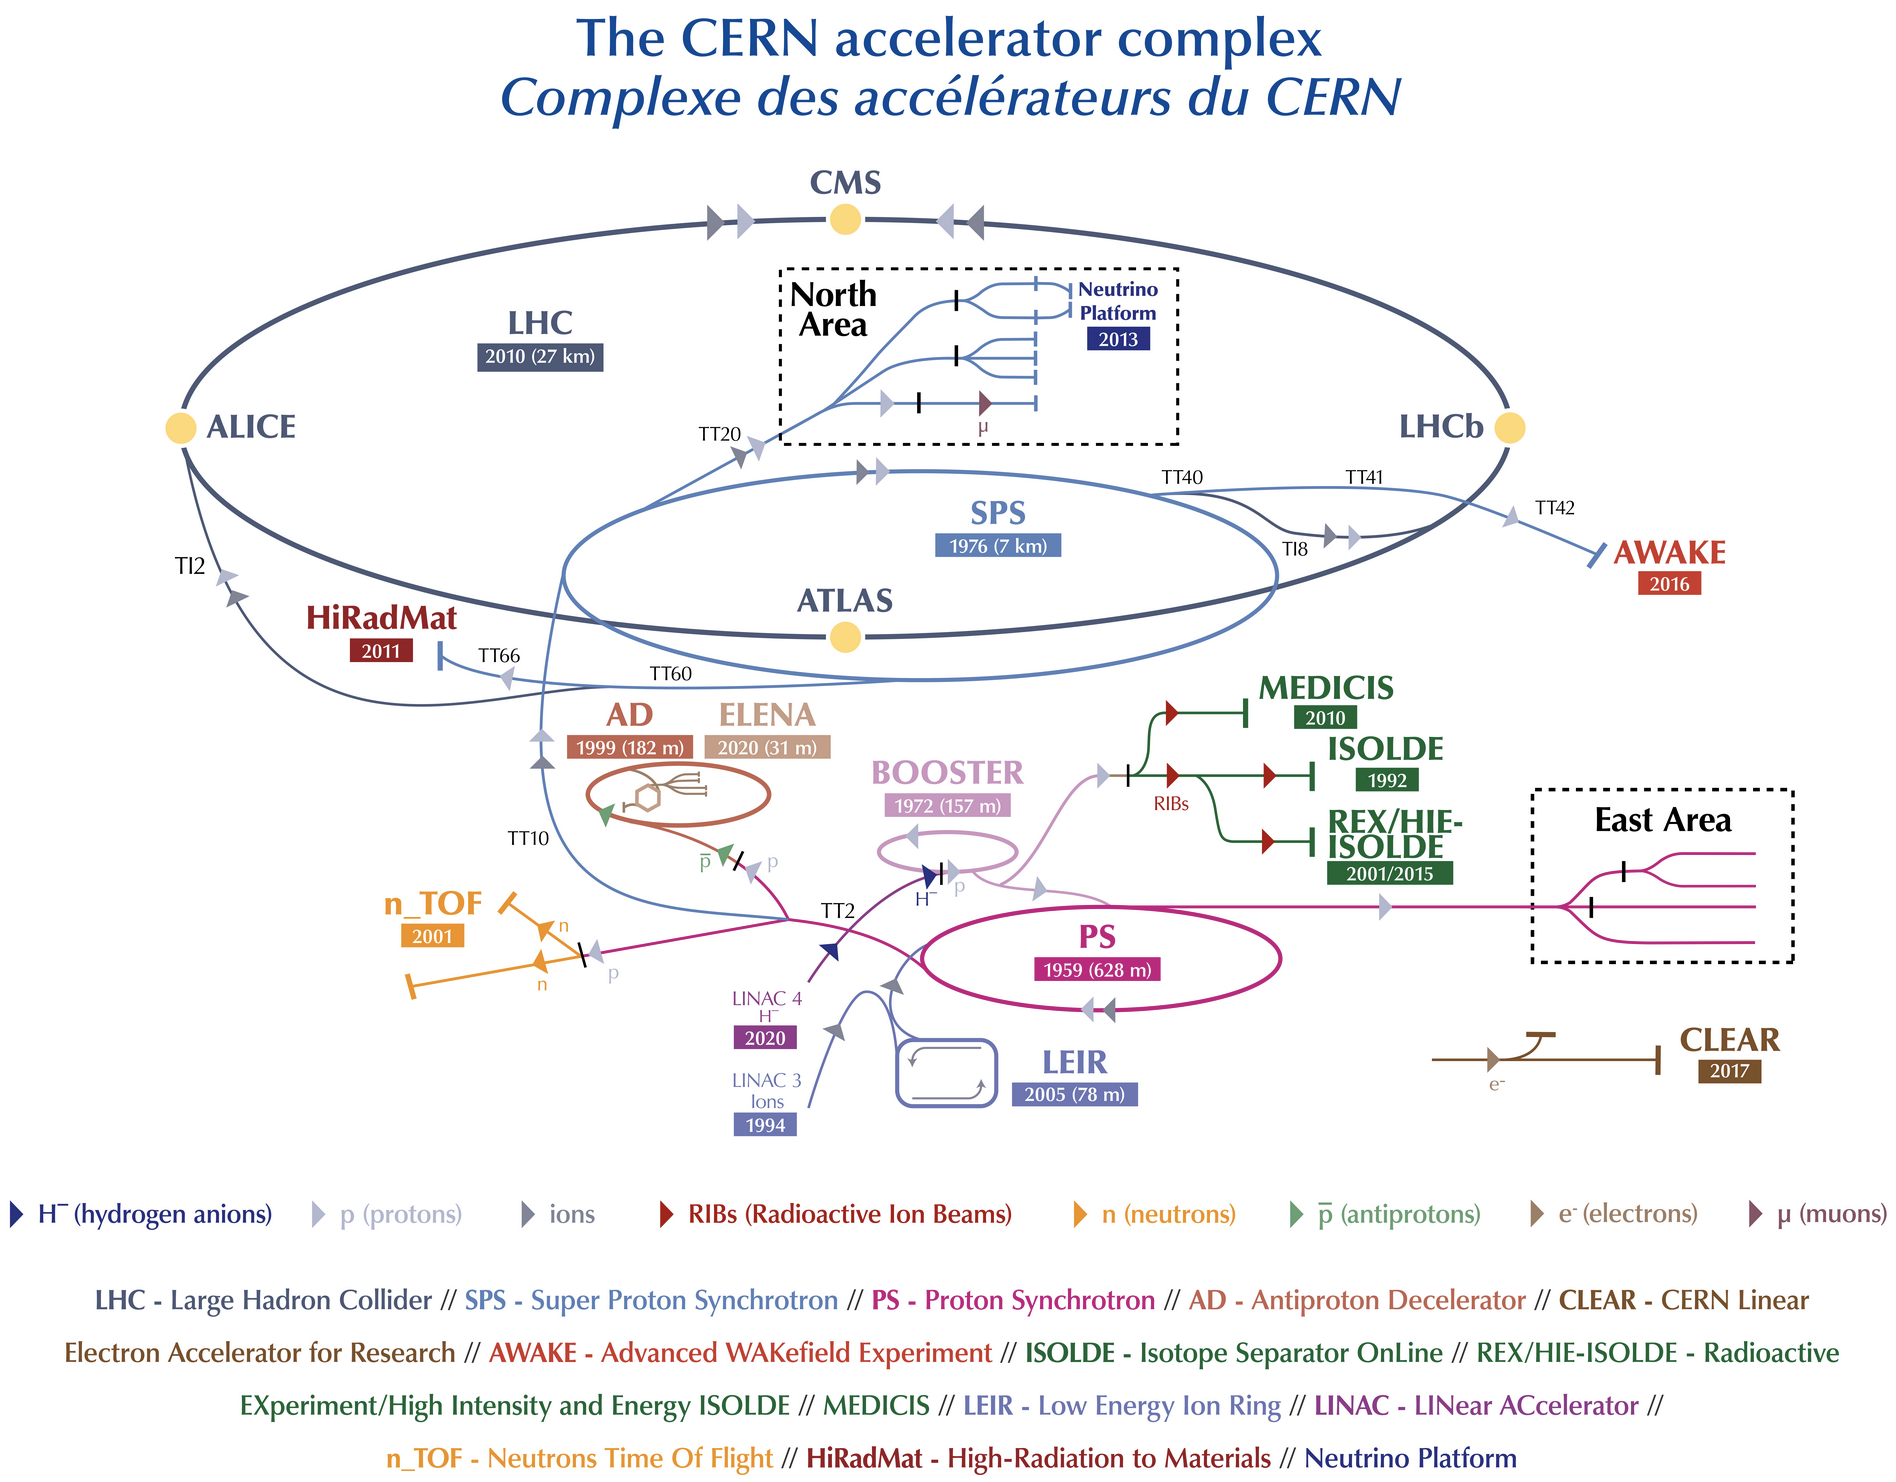 The CERN accelerator complex
Complexe des accélérateurs du CERN
CMS
North
Area
Neutrino
Platform
2013
LHC
2010 (27 km)
ALICE
LHCb
TT20
µ
TT40
TT41
TT42
SPS
1976 (7 km)
TI8
AWAKE
2016
TI2
ATLAS
HiRadMat
2011
TT66
TT60
MEDICIS
2010
AD
1999 (182 m)
ELENA
2020 (31 m)
ISOLDE
1992
BOOSTER
1972 (157 m)
RIBs
REX/HIE-
ISOLDE
2001/2015
East Area
TT10
p̅
p
H⁻
p
n_TOF
2001
n
n
p
TT2
PS
1959 (628 m)
LINAC 4
H⁻
2020
LINAC 3
Ions
1994
LEIR
2005 (78 m)
CLEAR
2017
e⁻
H⁻ (hydrogen anions)
p (protons)
ions
RIBs (Radioactive Ion Beams)
n (neutrons)
p̅ (antiprotons)
e⁻ (electrons)
µ (muons)
LHC - Large Hadron Collider // SPS - Super Proton Synchrotron // PS - Proton Synchrotron // AD - Antiproton Decelerator // CLEAR - CERN Linear
Electron Accelerator for Research // AWAKE - Advanced WAKefield Experiment // ISOLDE - Isotope Separator OnLine // REX/HIE-ISOLDE - Radioactive
EXperiment/High Intensity and Energy ISOLDE // MEDICIS // LEIR - Low Energy Ion Ring // LINAC - LINear ACcelerator //
n_TOF - Neutrons Time Of Flight // HiRadMat - High-Radiation to Materials // Neutrino Platform